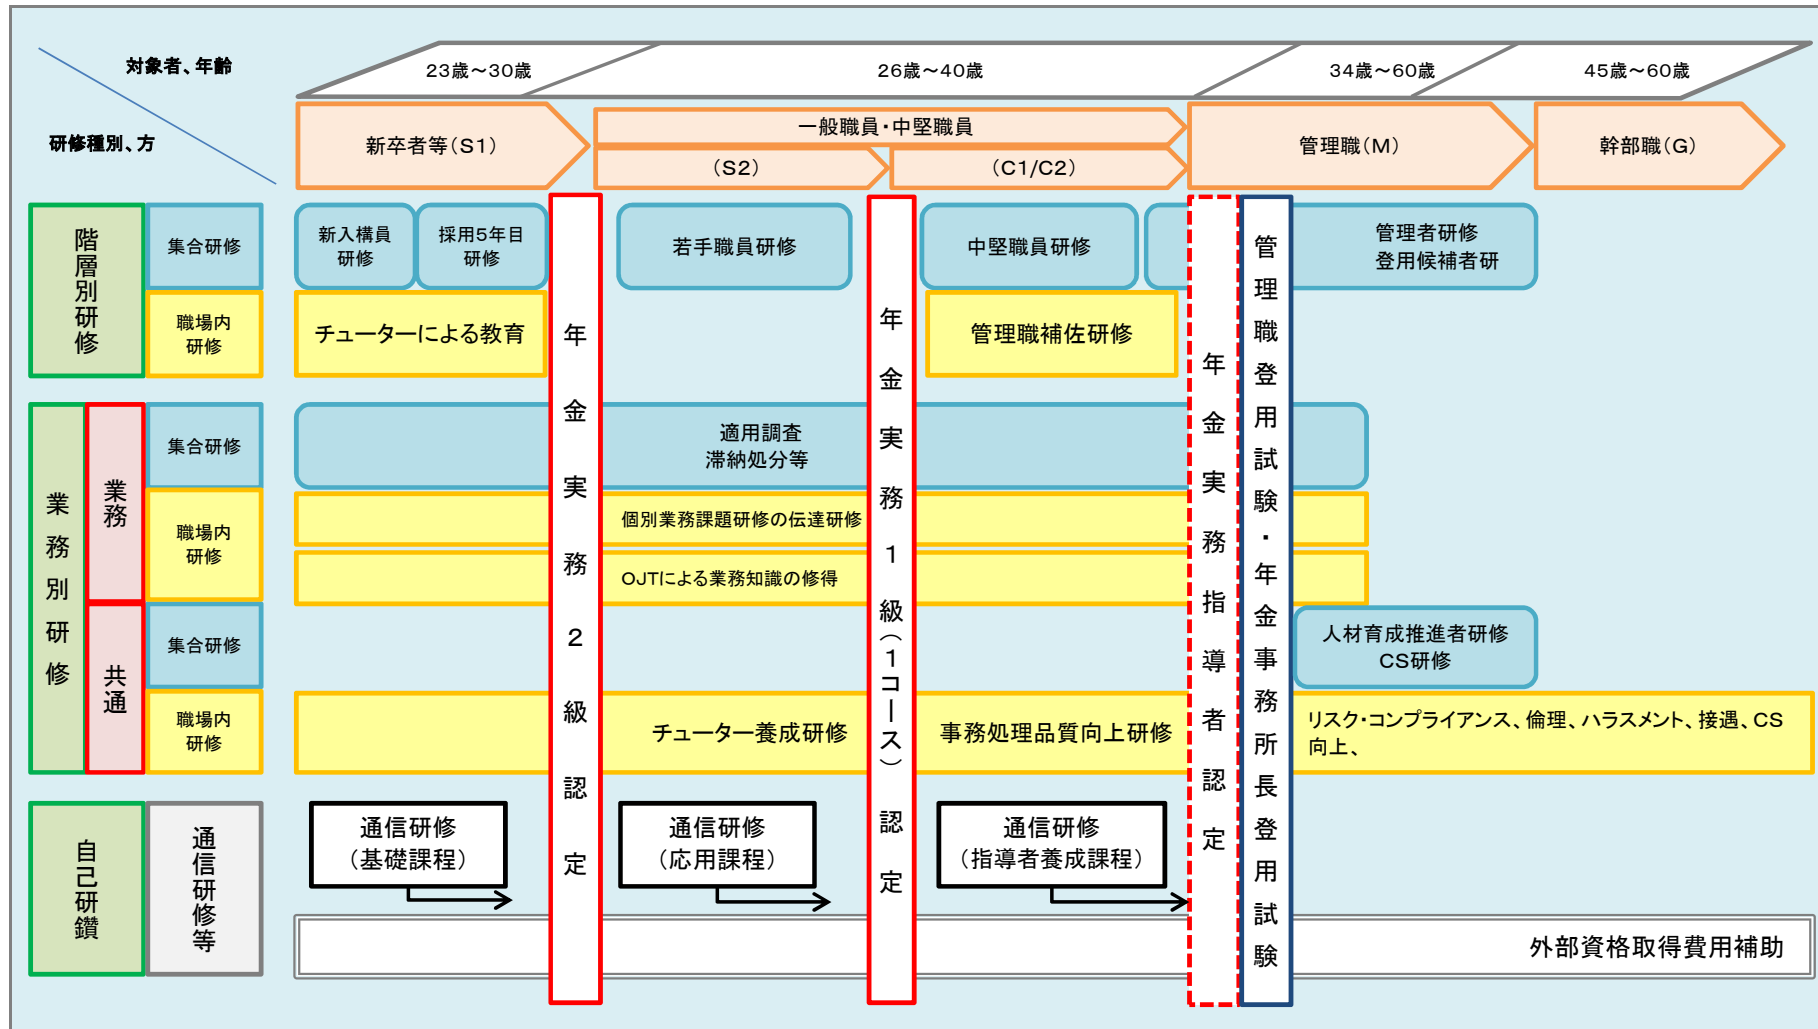 対象者、年齢
研修種別、方
23歳～30歳
26歳～40歳
34歳～60歳
45歳～60歳
新卒者等（S1）
一般職員・中堅職員
（S2）
（C1/C2）
管理職（M）
幹部職（G）
階層別研修
集合研修
新入構員
研修
採用5年目
研修
若手職員研修
中堅職員研修
管理者研修
登用候補者研
職場内
研修
チューターによる教育
管理職補佐研修
年金実務2級認定
年金実務1級（1コース）認定
年金実務指導者認定
管理職登用試験・年金事務所長登用試験
業務別研修
業務
集合研修
適用調査
滞納処分等
職場内
研修
個別業務課題研修の伝達研修
OJTによる業務知識の修得
共通
集合研修
人材育成推進者研修
CS研修
職場内
研修
チューター養成研修
事務処理品質向上研修
リスク・コンプライアンス、倫理、ハラスメント、接遇、CS
向上、
自己研鑽
通信研修等
通信研修
（基礎課程）
通信研修
（応用課程）
通信研修
（指導者養成課程）
外部資格取得費用補助